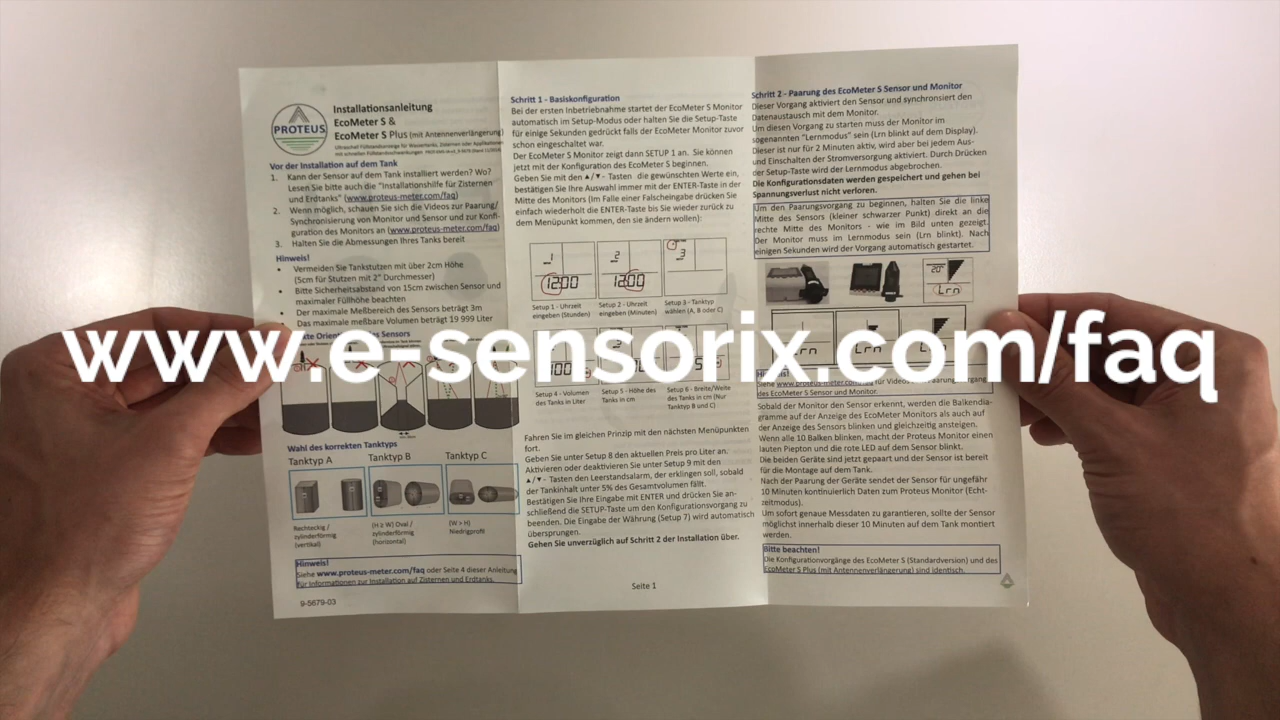 PROTEUS
Installationsanleitung
EcoMeter S &
EcoMeter S Plus (mit Antennenverlängerung)
Ultraschall Füllstandsanzeige für Wassertanks, Zisternen oder Applikationen
mit schnellen Füllstandsschwankungen
Vor der Installation auf dem Tank
1. Kann der Sensor auf dem Tank installiert werden? Wo?
Lesen Sie bitte auch die "Installationshilfe für Zisternen
und Erdtanks" (www.proteus-meter.com/faq)
2. Wenn möglich, schauen sie sich die Videos zur Paarung/
Synchronisierung von Monitor und Sensor und zur Konfi-
guration des Monitors an (www.proteus-meter.com/faq)
3. Halten Sie die Abmessungen Ihres Tanks bereit
Hinweis!
• Vermeiden Sie Tankstutzen mit über 2cm Höhe
(5cm für Stutzen mit 2" Durchmesser)
• Bitte Sicherheitsabstand von 15cm zwischen Sensor und
maximaler Füllhöhe beachten
• Der maximale Meßbereich des Sensors beträgt 3m
• Das maximale meßbare Volumen beträgt 19 999 Liter
Sensors
Wahl des korrekten Tanktyps
Tanktyp A Tanktyp B Tanktyp C
Rechteckig / zylinderförmig (vertikal)
(H ≥ W) Oval / zylinderförmig (horizontal)
(W > H) Niedrigprofil
Hinweis!
Siehe www.proteus-meter.com/faq oder Seite 4 dieser Anleitung
für Informationen zur Installation auf Zisternen und Erdtanks.
9-5679-03
Schritt 1 - Basiskonfiguration
Bei der ersten Inbetriebnahme startet der EcoMeter S Monitor
automatisch im Setup-Modus oder halten Sie die Setup-Taste
für einige Sekunden gedrückt falls der EcoMeter Monitor zuvor
schon eingeschaltet war.
Der EcoMeter S Monitor zeigt dann SETUP 1 an. Sie können
jetzt mit der Konfiguration des EcoMeter S beginnen.
Geben Sie mit den ▲/▼- Tasten die gewünschten Werte ein,
bestätigen Sie Ihre Auswahl immer mit der ENTER-Taste in der
Mitte des Monitors (Im Falle einer Falscheingabe drücken Sie
einfach wiederholt die ENTER-Taste bis Sie wieder zurück zu
dem Menüpunkt kommen, den sie ändern wollen):
1 2 3
12:00 12:00
Setup 1 - Uhrzeit eingeben (Stunden)
Setup 2 - Uhrzeit eingeben (Minuten)
Setup 3 - Tanktyp wählen (A, B oder C)
Setup 4 - Volumen des Tanks in Liter
Setup 5 - Höhe des Tanks in cm
Setup 6 - Breite/Weite des Tanks in cm (Nur Tanktyp B und C)
Fahren Sie im gleichen Prinzip mit den nächsten Menüpunkten
fort.
Geben Sie unter Setup 8 den aktuellen Preis pro Liter an.
Aktivieren oder deaktivieren Sie unter Setup 9 mit den
▲/▼- Tasten den Leerstandsalarm, der erklingen soll, sobald
der Tankinhalt unter 5% des Gesamtvolumen fällt.
Bestätigen Sie Ihre Eingabe mit ENTER und drücken Sie an-
schließend die SETUP-Taste um den Konfigurationsvorgang zu
beenden. Die Eingabe der Währung (Setup 7) wird automatisch
übersprungen.
Gehen Sie unverzüglich auf Schritt 2 der Installation über.
Seite 1
Schritt 2 - Paarung des EcoMeter S Sensor und Monitor
Dieser Vorgang aktiviert den Sensor und synchronisiert den
Datenaustausch mit dem Monitor.
Um diesen Vorgang zu starten muss der Monitor im
sogenannten "Lernmodus" sein (Lrn blinkt auf dem Display).
Dieser ist nur für 2 Minuten aktiv, wird aber bei jedem Aus-
und Einschalten der Stromversorgung aktiviert. Durch Drücken
der Setup-Taste wird der Lernmodus abgebrochen.
Die Konfigurationsdaten werden gespeichert und gehen bei
Spannungsverlust nicht verloren.
Um den Paarungsvorgang zu beginnen, halten Sie die linke
Mitte des Sensors (kleiner schwarzer Punkt) direkt an die
rechte Mitte des Monitors - wie im Bild unten gezeigt.
Der Monitor muss im Lernmodus sein (Lrn blinkt). Nach
einigen Sekunden wird der Vorgang automatisch gestartet.
20°
Lrn
Lrn Lrn Lrn
www.e-sensorix.com/faq
Siehe www.proteus-meter.com/faq für Videos
des EcoMeter S Sensor und Monitor.
Sobald der Monitor den Sensor erkennt, werden die Balkendia-
gramme auf der Anzeige des EcoMeter Monitors als auch auf
der Anzeige des Sensors blinken und gleichzeitig ansteigen.
Wenn alle 10 Balken blinken, macht der Proteus Monitor einen
lauten Piepton und die rote LED auf dem Sensor blinkt.
Die beiden Geräte sind jetzt gepaart und der Sensor ist bereit
für die Montage auf dem Tank.
Nach der Paarung der Geräte sendet der Sensor für ungefähr
10 Minuten kontinuierlich Daten zum Proteus Monitor (Echt-
zeitmodus).
Um sofort genaue Messdaten zu garantieren, sollte der Sensor
möglichst innerhalb dieser 10 Minuten auf dem Tank montiert
werden.
Bitte beachten!
Die Konfigurationvorgänge des EcoMeter S (Standardversion) und des
EcoMeter S Plus (mit Antennenverlängerung) sind identisch.